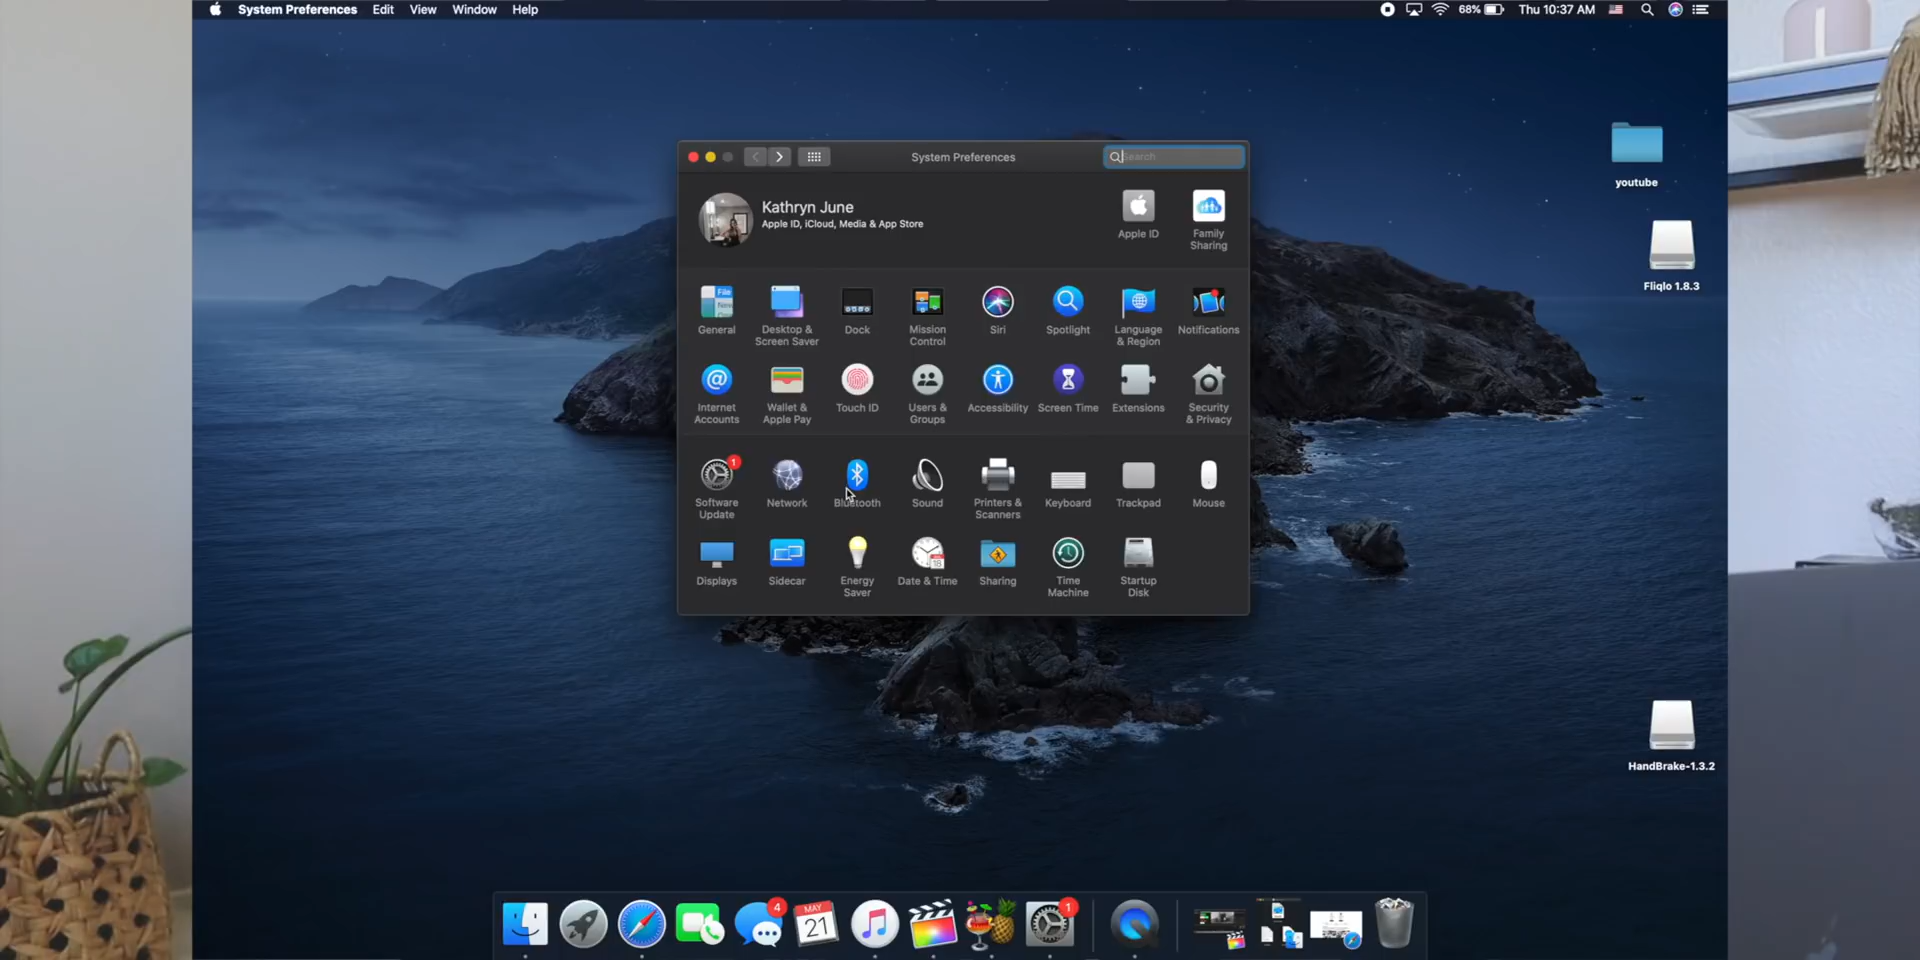 System Preferences Edit View Window Help
68% Thu 10:37 AM
System Preferences
Search
Kathryn June
Apple ID, iCloud, Media & App Store
Apple ID
Family
Sharing
General
Desktop &
Screen Saver
Dock
Mission
Control
Siri
Spotlight
Language
& Region
Notifications
Internet
Accounts
Wallet &
Apple Pay
Touch ID
Users &
Groups
Accessibility
Screen Time
Extensions
Security
& Privacy
1
Software
Update
Network
Bluetooth
Sound
Printers &
Scanners
Keyboard
Trackpad
Mouse
Displays
Sidecar
Energy
Saver
Date & Time
Sharing
Time
Machine
Startup
Disk
File
New
18
youtube
Fliqlo 1.8.3
HandBrake-1.3.2
4
MAY
21
1